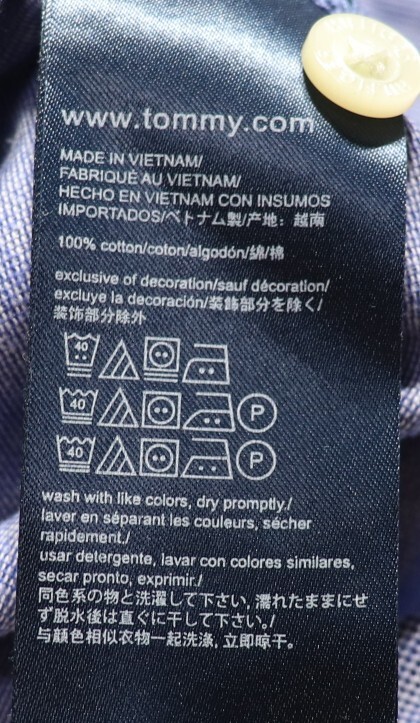 www.tommy.com
MADE IN VIETNAM/
FABRIQUÉ AU VIETNAM/
HECHO EN VIETNAM CON INSUMOS
IMPORTADOS/ベトナム製/产地：越南
100% cotton/coton/algodón/綿/棉
exclusive of decoration/sauf décoration/
excluye la decoración/装飾部分を除く/
装饰部分除外
40
40 P
40 P
wash with like colors, dry promptly./
laver en séparant les couleurs, sécher
rapidement./
usar detergente, lavar con colores similares,
secar pronto, exprimir./
同色系の物と洗濯して下さい,濡れたままにせ
ず脱水後は直ぐに干して下さい。/
与颜色相似衣物一起洗涤,立即晾干。